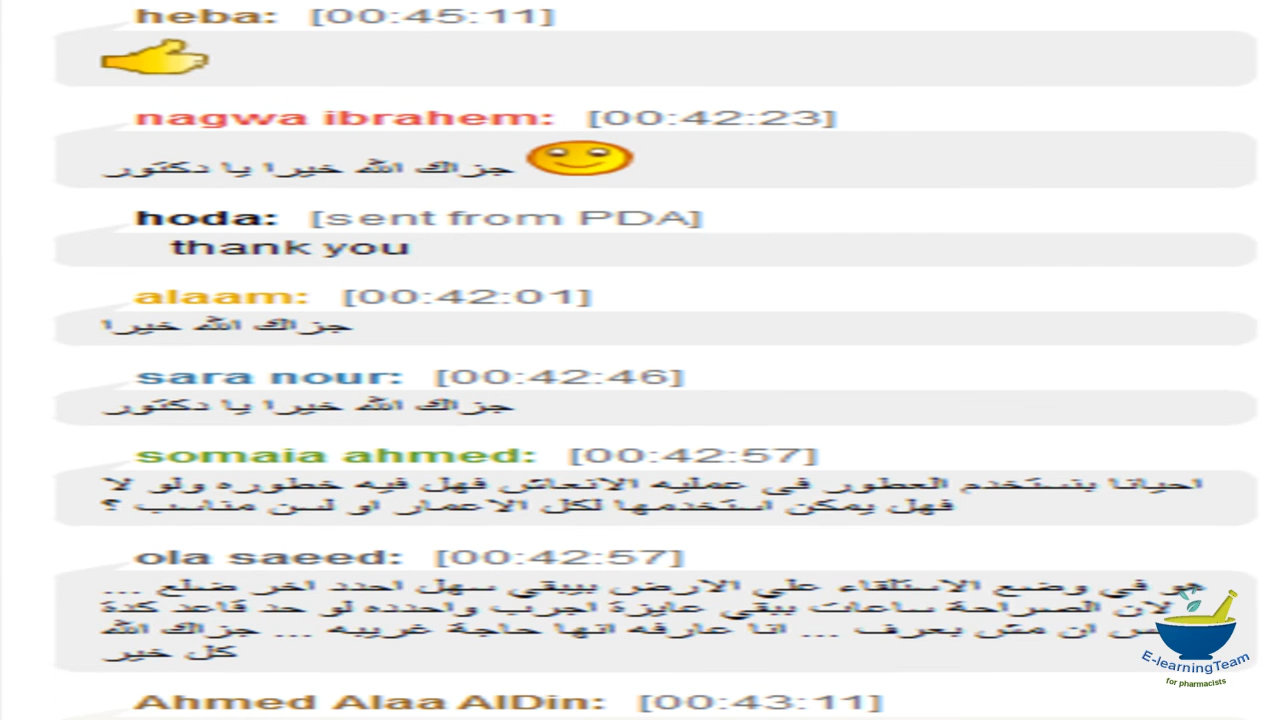 heba: [00:45:11]
nagwa ibrahem: [00:42:23]
جزاك الله خيرا يا دكتور
hoda: [sent from PDA]
thank you
alaam: [00:42:01]
جزاك الله خيرا
sara nour: [00:42:46]
جزاك الله خيرا يا دكتور
somaia ahmed: [00:42:57]
احيانا بنستخدم العطور فى عمليه الانعاش فهل فيه خطوره ولو لا
فهل يمكن استخدمها لكل الاعمار او لسن مناسب ؟
ola saeed: [00:42:57]
هو في وضع الاستلقاء علي الارض بيبقي سهل احدد اخر ضلع ...
لان الصراحة ساعات ببقي عايزة اجرب واحدده لو حد قاعد كدة
ان مش بعرف ... انا عارفه انها حاجة غريبه ... جزاك الله
كل خير
E-learningTeam
for pharmacists
Ahmed Alaa AlDin: [00:43:11]